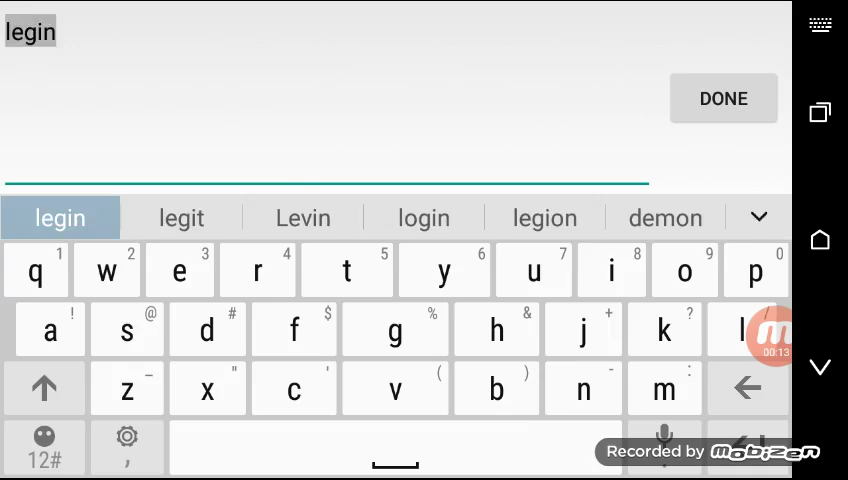 legin
DONE
legin legit Levin login legion demon
1 2 3 4 5 6 7 8 9 0
q w e r t y u i o p
! @ # $ % & + ? /
a s d f g h j k l
00:13
_ " ' ( ) - :
z x c v b n m
12# ,
Recorded by mobizen